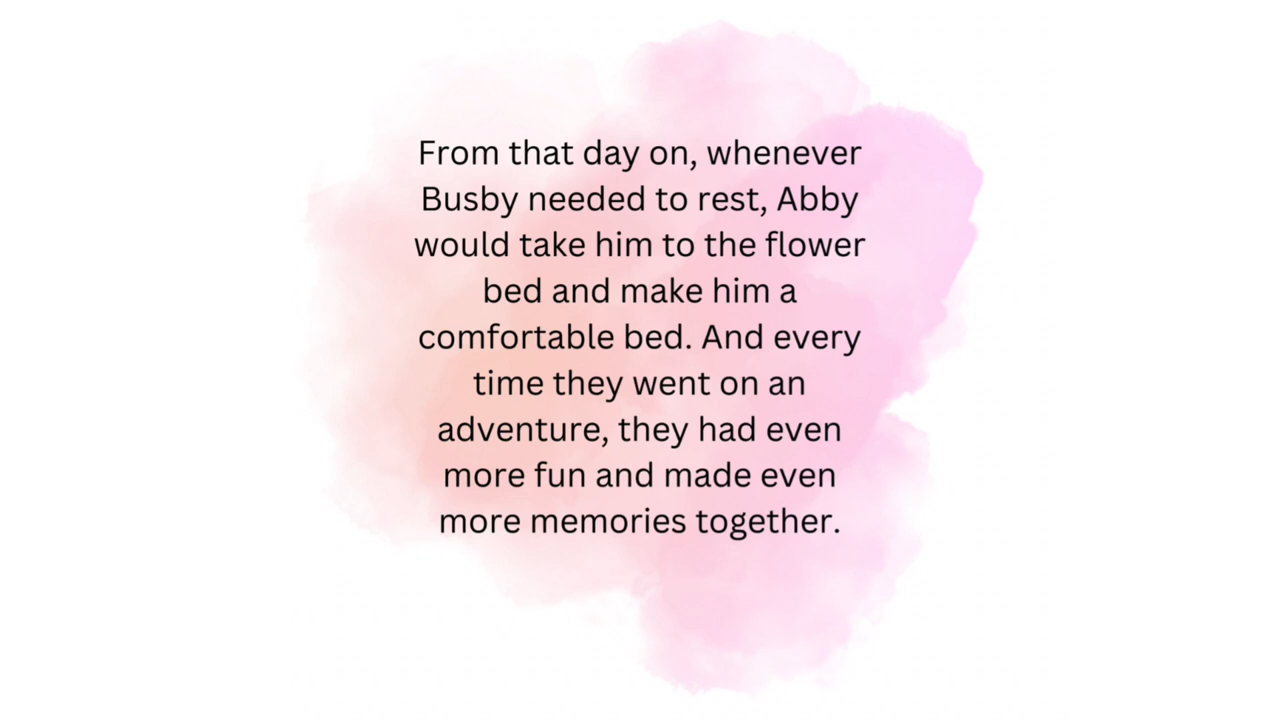 From that day on, whenever
Busby needed to rest, Abby
would take him to the flower
bed and make him a
comfortable bed. And every
time they went on an
adventure, they had even
more fun and made even
more memories together.